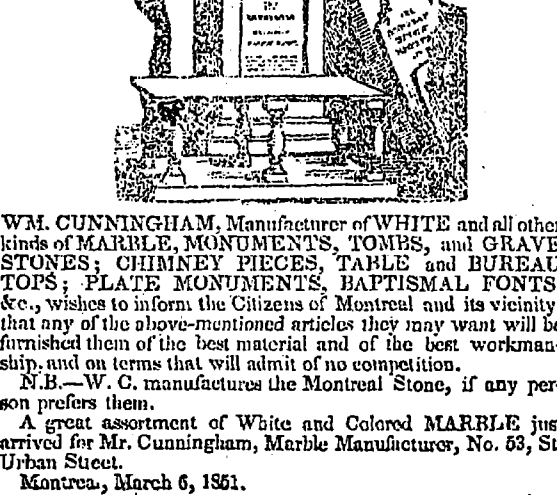 WM. CUNNINGHAM, Manufacturer of WHITE and all other
kinds of MARBLE, MONUMENTS, TOMBS, and GRAVE
STONES; CHIMNEY PIECES, TABLE and BUREAU
TOPS; PLATE MONUMENTS, BAPTISMAL FONTS
&c., wishes to inform the Citizens of Montreal and its vicinity
that any of the above-mentioned articles they may want will be
furnished them of the best material and of the best workman-
ship, and on terms that will admit of no competition.
N.B.—W. C. manufactures the Montreal Stone, if any per-
son prefers them.
A great assortment of White and Colored MARBLE jus
arrived for Mr. Cunningham, Marble Manufacturer, No. 53, St
Urban Street.
Montreal, March 6, 1851.